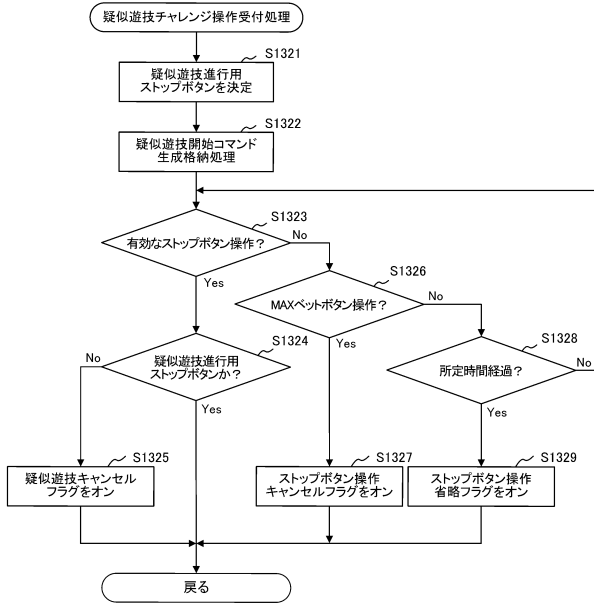 疑似遊技チャレンジ操作受付処理
S1321
疑似遊技進行用
ストップボタンを決定
S1322
疑似遊技開始コマンド
生成格納処理
S1323
有効なストップボタン操作？
No
Yes
S1326
MAXベットボタン操作？
No
Yes
S1324
疑似遊技進行用
ストップボタンか？
No
Yes
S1328
所定時間経過？
No
Yes
S1325
疑似遊技キャンセル
フラグをオン
S1327
ストップボタン操作
キャンセルフラグをオン
S1329
ストップボタン操作
省略フラグをオン
戻る